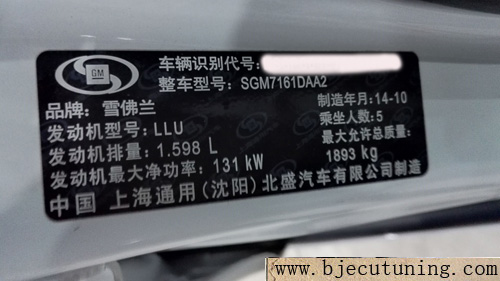 GM
车辆识别代号:
整车型号: SGM7161DAA2
品牌: 雪佛兰
制造年月:14-10
发动机型号: LLU
乘坐人数: 5
发动机排量: 1.598 L
最大允许总质量:
1893 kg
发动机最大净功率: 131 kW
中国 上海通用(沈阳)北盛汽车有限公司制造
www.bjecutuning.com